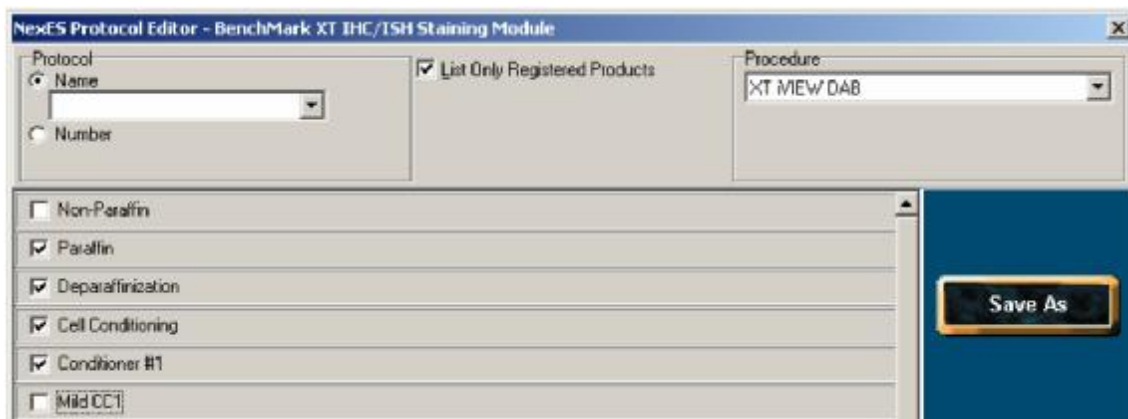 NexES Protocol Editor - BenchMark XT IHC/ISH Staining Module
Protocol
Name
Number
List Only Registered Products
Procedure
XT iVIEW DAB
Non-Paraffin
Paraffin
Deparaffinization
Cell Conditioning
Conditioner #1
Mild CC1
Save As